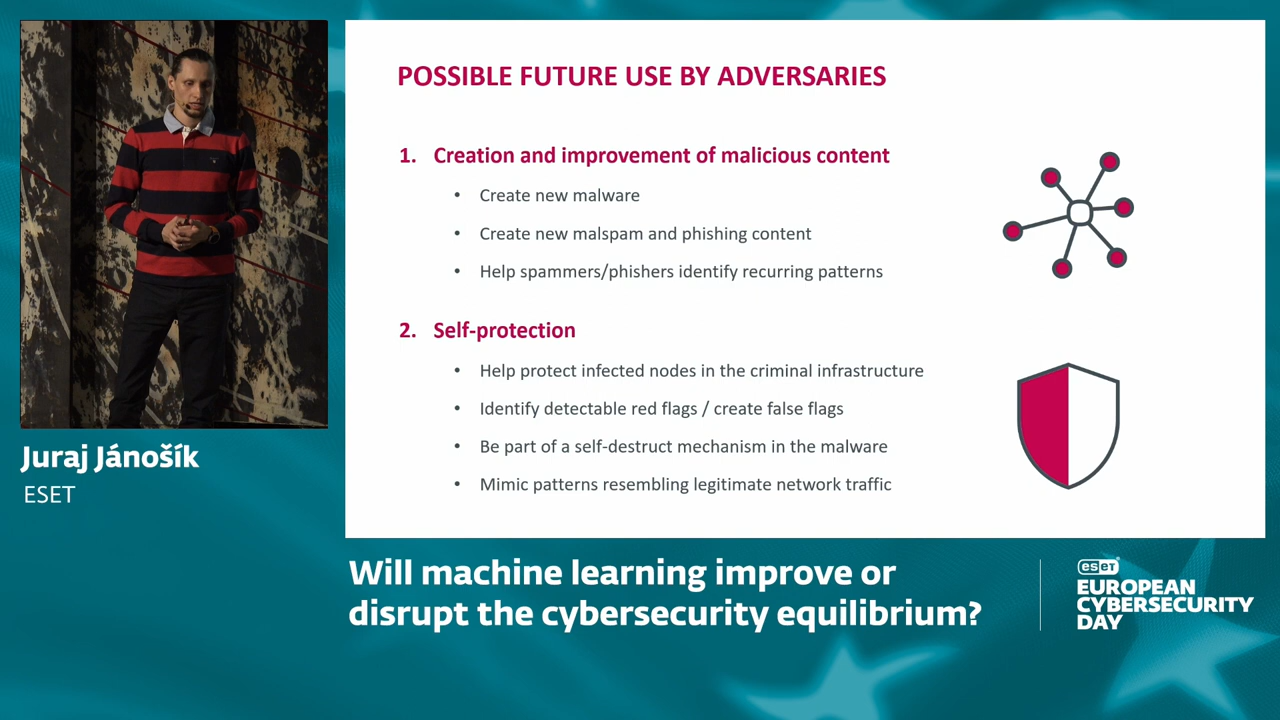 POSSIBLE FUTURE USE BY ADVERSARIES
1. Creation and improvement of malicious content
• Create new malware
• Create new malspam and phishing content
• Help spammers/phishers identify recurring patterns
2. Self-protection
• Help protect infected nodes in the criminal infrastructure
• Identify detectable red flags / create false flags
• Be part of a self-destruct mechanism in the malware
• Mimic patterns resembling legitimate network traffic
Juraj Jánošík
ESET
Will machine learning improve or
disrupt the cybersecurity equilibrium?
eseT
EUROPEAN
CYBERSECURITY
DAY